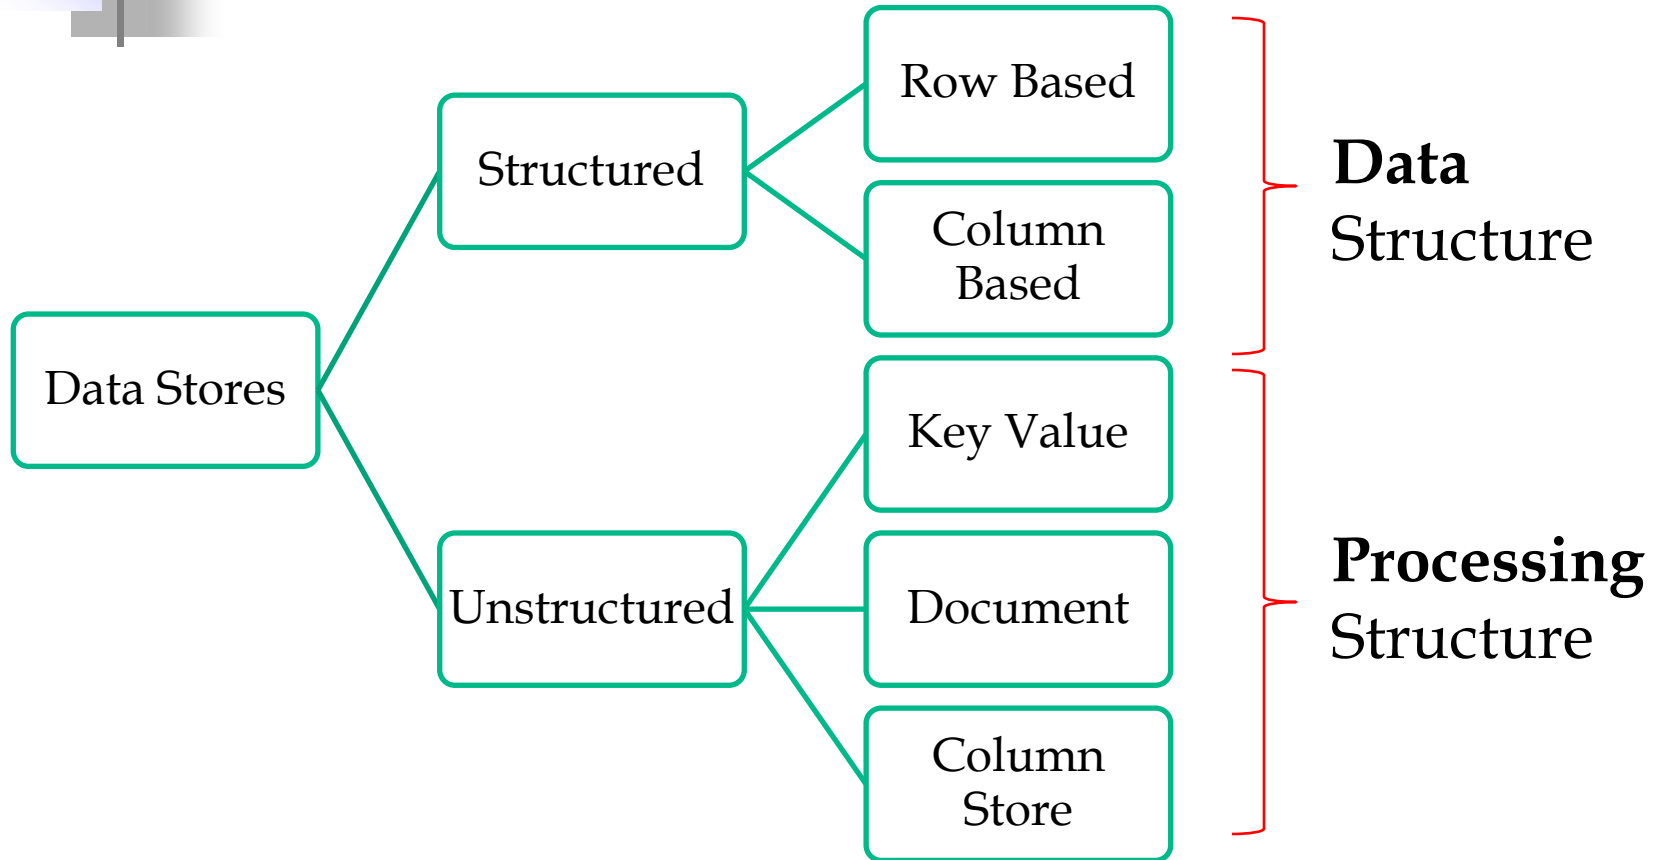 Data Stores
Structured
Unstructured
Row Based
Column
Based
Key Value
Document
Column
Store
Data
Structure
Processing
Structure